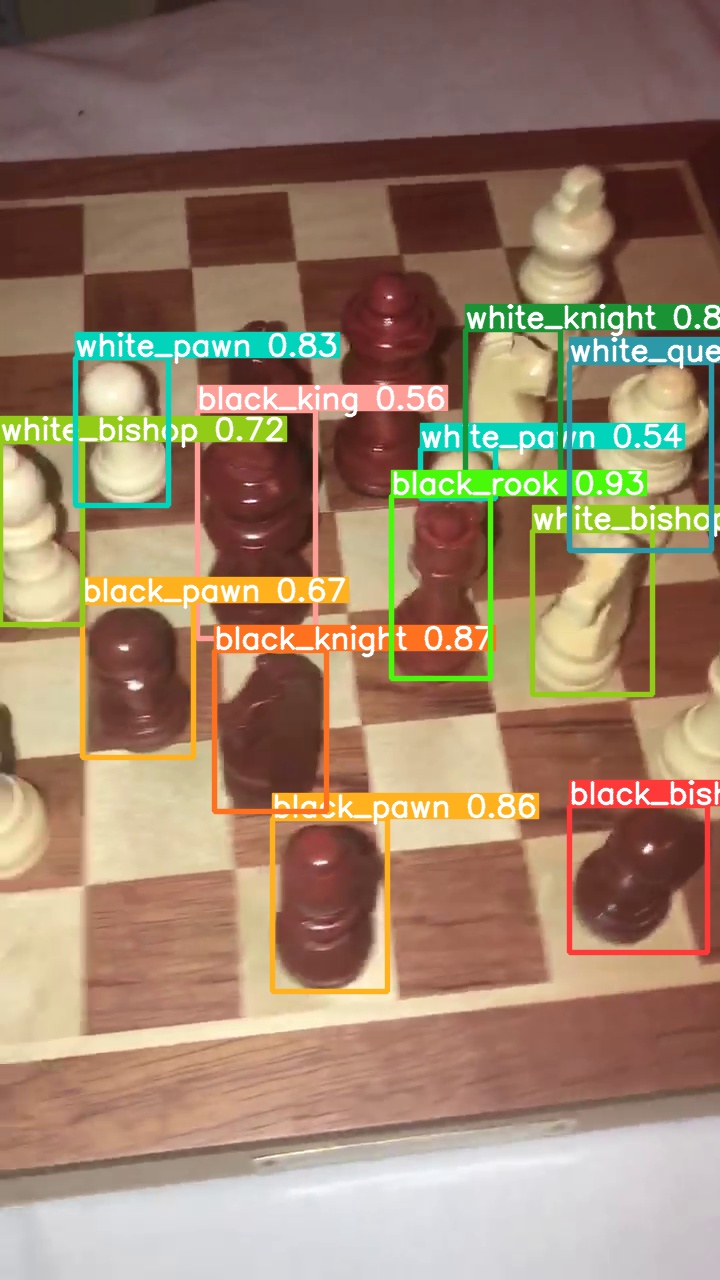 white_knight 0.8
white_pawn 0.83
white_que
black_king 0.56
white_bishop 0.72
white_pawn 0.54
black_rook 0.93
white_bishop
black_pawn 0.67
black_knight 0.87
black_bish
black_pawn 0.86